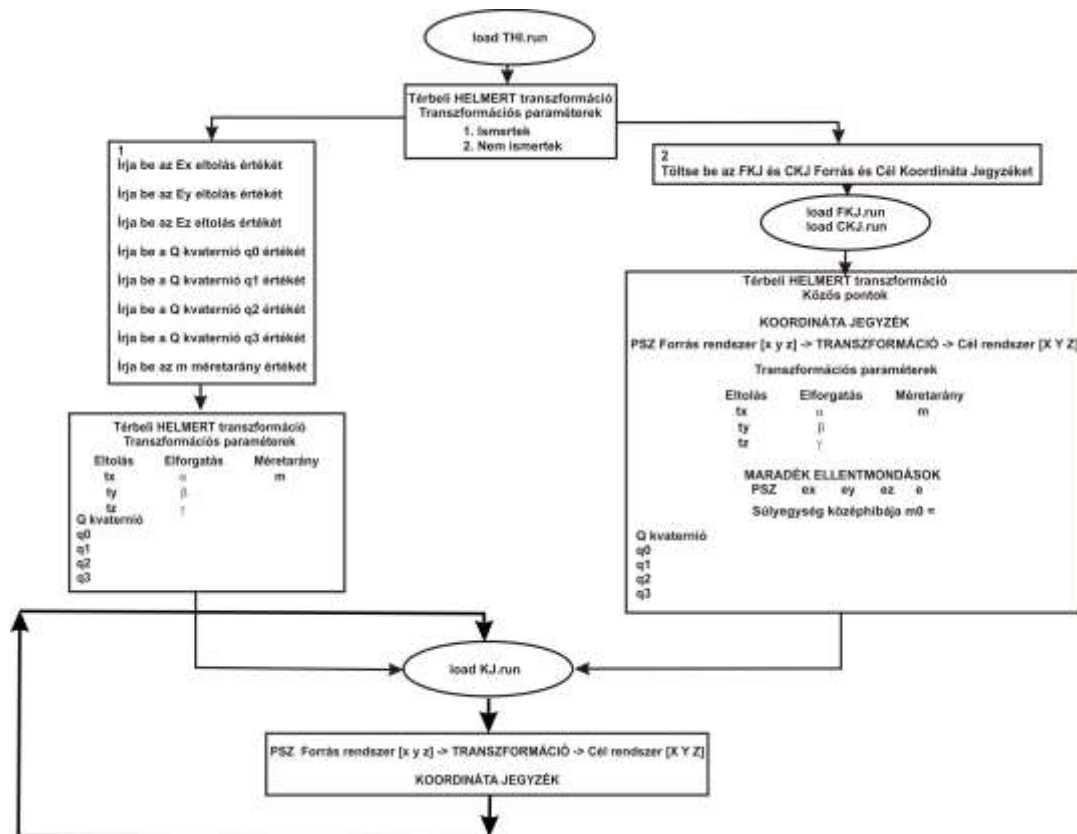 load THI.run
Térbeli HELMERT transzformáció
Transzformációs paraméterek
1. Ismertek
2. Nem ismertek
1
Írja be az Ex eltolás értékét
Írja be az Ey eltolás értékét
Írja be az Ez eltolás értékét
Írja be a Q kvaternió q0 értékét
Írja be a Q kvaternió q1 értékét
Írja be a Q kvaternió q2 értékét
Írja be a Q kvaternió q3 értékét
Írja be az m méretarány értékét
Térbeli HELMERT transzformáció
Transzformációs paraméterek
Eltolás Elforgatás Méretarány
tx α m
ty β
tz γ
Q kvaternió
q0
q1
q2
q3
2
Töltse be az FKJ és CKJ Forrás és Cél Koordináta Jegyzéket
load FKJ.run
load CKJ.run
Térbeli HELMERT transzformáció
Közös pontok
KOORDINÁTA JEGYZÉK
PSZ Forrás rendszer [x y z] -> TRANSZFORMÁCIÓ -> Cél rendszer [X Y Z]
Transzformációs paraméterek
Eltolás Elforgatás Méretarány
tx α m
ty β
tz γ
MARADÉK ELLENTMONDÁSOK
PSZ ex ey ez e
Súlyegység középhibája m0 =
Q kvaternió
q0
q1
q2
q3
load KJ.run
PSZ Forrás rendszer [x y z] -> TRANSZFORMÁCIÓ -> Cél rendszer [X Y Z]
KOORDINÁTA JEGYZÉK